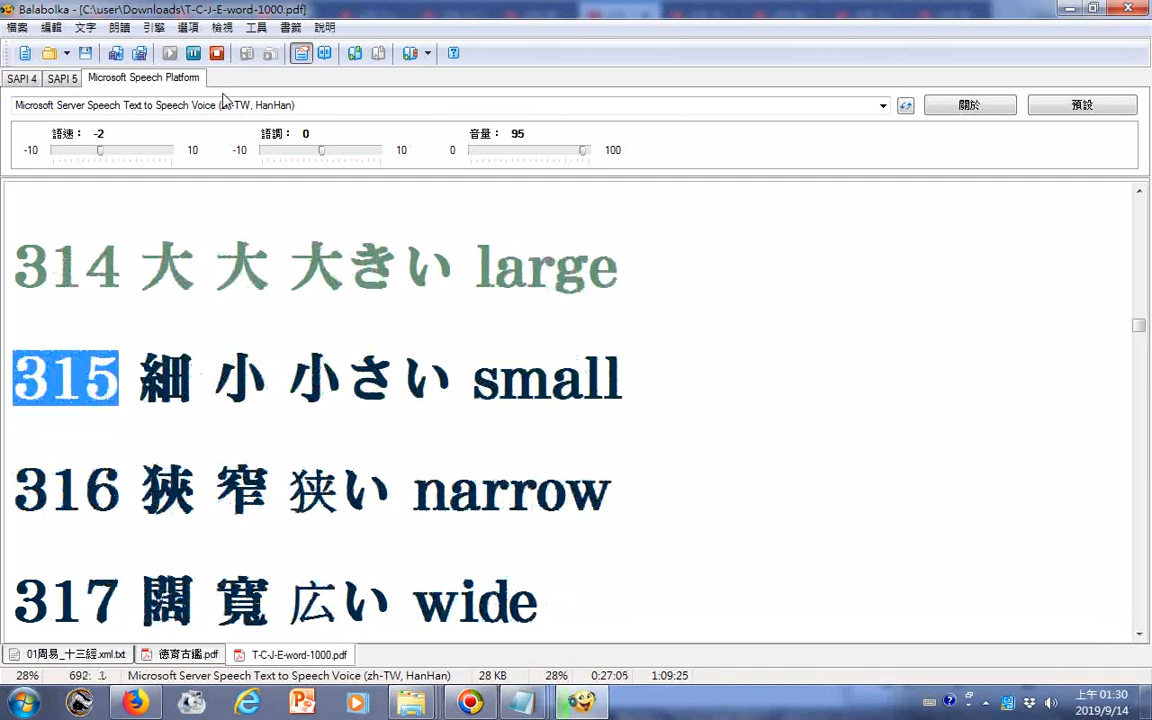 Balabolka - [C:\user\Downloads\T-C-J-E-word-1000.pdf]
檔案 編輯 文字 朗讀 引擎 選項 檢視 工具 書籤 說明
SAPI 4 SAPI 5 Microsoft Speech Platform
Microsoft Server Speech Text to Speech Voice (zh-TW, HanHan) 關於 預設
語速： -2 語調： 0 音量： 95
-10 10 -10 10 0 100
314 大 大 大きい large
315 細 小 小さい small
316 狹 窄 狭い narrow
317 闊 寬 広い wide
01周易_十三經.xml.txt 德育古鑑.pdf T-C-J-E-word-1000.pdf
28% 692: 1 Microsoft Server Speech Text to Speech Voice (zh-TW, HanHan) 28 KB 28% 0:27:05 1:09:25
上午 01:30
2019/9/14